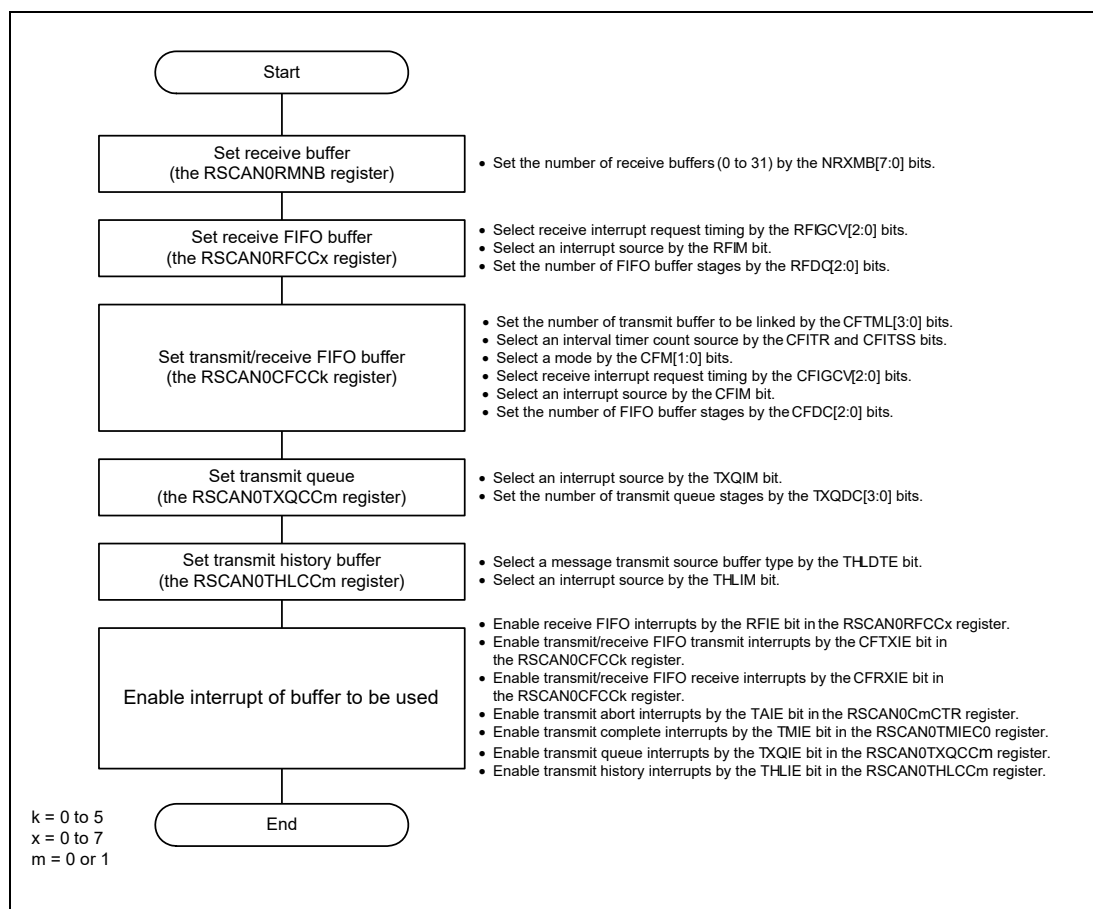 Start
Set receive buffer
(the RSCAN0RMNB register)
• Set the number of receive buffers (0 to 31) by the NRXMB[7:0] bits.
Set receive FIFO buffer
(the RSCAN0RFCCx register)
• Select receive interrupt request timing by the RFIGCV[2:0] bits.
• Select an interrupt source by the RFIM bit.
• Set the number of FIFO buffer stages by the RFDC[2:0] bits.
Set transmit/receive FIFO buffer
(the RSCAN0CFCCk register)
• Set the number of transmit buffer to be linked by the CFTML[3:0] bits.
• Select an interval timer count source by the CFITR and CFITSS bits.
• Select a mode by the CFM[1:0] bits.
• Select receive interrupt request timing by the CFIGCV[2:0] bits.
• Select an interrupt source by the CFIM bit.
• Set the number of FIFO buffer stages by the CFDC[2:0] bits.
Set transmit queue
(the RSCAN0TXQCCm register)
• Select an interrupt source by the TXQIM bit.
• Set the number of transmit queue stages by the TXQDC[3:0] bits.
Set transmit history buffer
(the RSCAN0THLCCm register)
• Select a message transmit source buffer type by the THLDTE bit.
• Select an interrupt source by the THLIM bit.
Enable interrupt of buffer to be used
• Enable receive FIFO interrupts by the RFIE bit in the RSCAN0RFCCx register.
• Enable transmit/receive FIFO transmit interrupts by the CFTXIE bit in
the RSCAN0CFCCk register.
• Enable transmit/receive FIFO receive interrupts by the CFRXIE bit in
the RSCAN0CFCCk register.
• Enable transmit abort interrupts by the TAIE bit in the RSCAN0CmCTR register.
• Enable transmit complete interrupts by the TMIE bit in the RSCAN0TMIEC0 register.
• Enable transmit queue interrupts by the TXQIE bit in the RSCAN0TXQCCm register.
• Enable transmit history interrupts by the THLIE bit in the RSCAN0THLCCm register.
End
k = 0 to 5
x = 0 to 7
m = 0 or 1